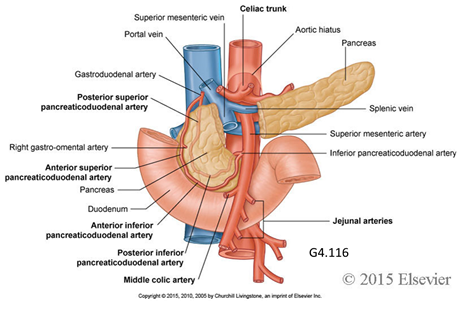 Superior mesenteric vein
Celiac trunk
Portal vein
Aortic hiatus
Pancreas
Gastroduodenal artery
Posterior superior
pancreaticoduodenal artery
Splenic vein
Superior mesenteric artery
Right gastro-omental artery
Inferior pancreaticoduodenal artery
Anterior superior
pancreaticoduodenal artery
Pancreas
Duodenum
Jejunal arteries
Anterior inferior
pancreaticoduodenal artery
Posterior inferior
pancreaticoduodenal artery
G4.116
Middle colic artery
© 2015 Elsevier
Copyright © 2015, 2010, 2005 by Churchill Livingstone, an imprint of Elsevier Inc.